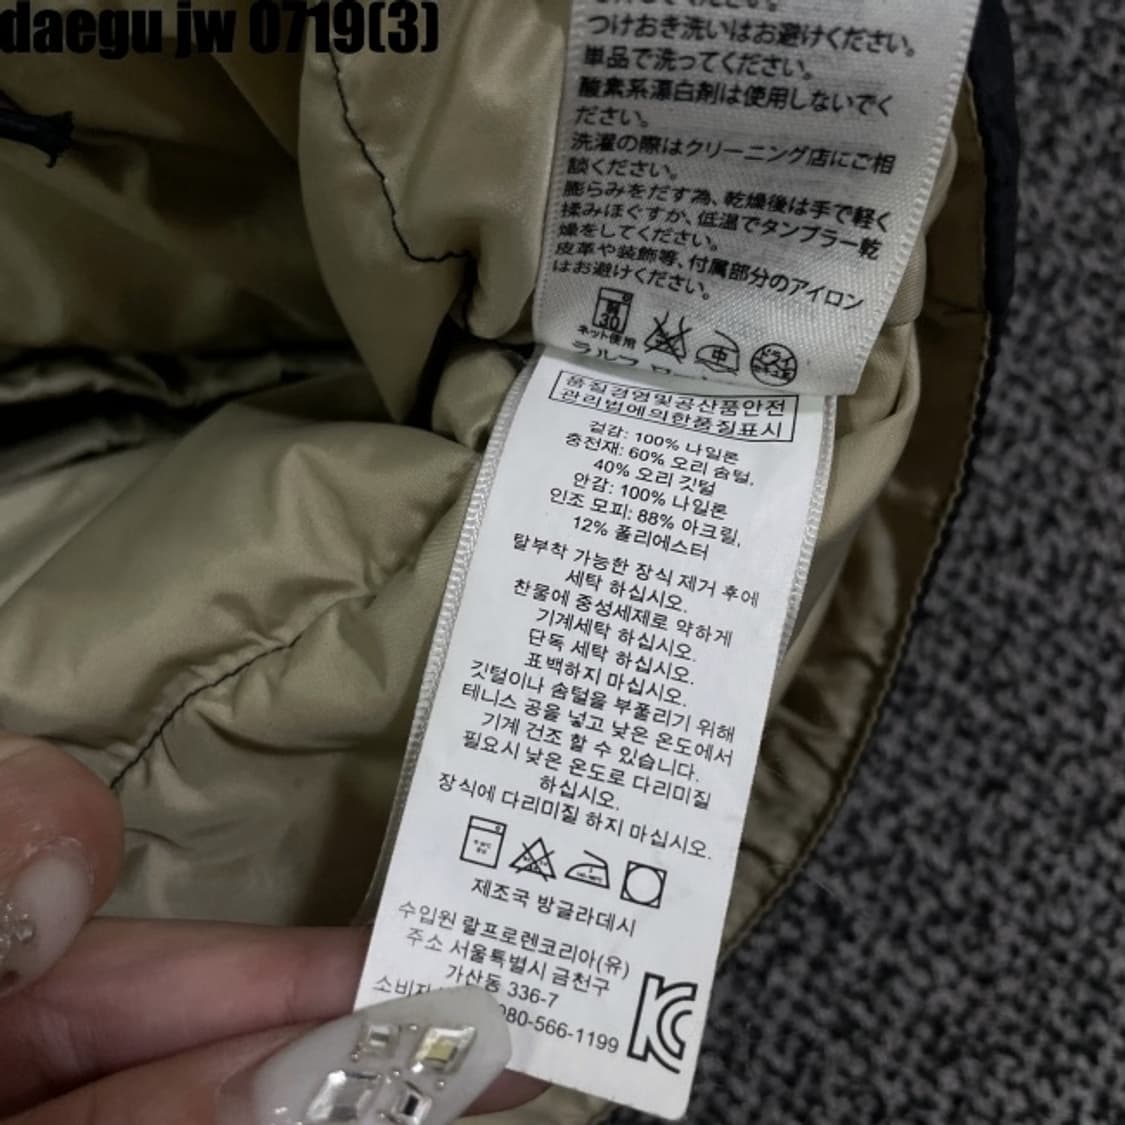 daegu jw 0719(3)
つけおき洗いはお避けください。
単品で洗ってください。
酸素系漂白剤は使用しないでく
ださい。
洗濯の際はクリーニング店にご相
談ください。
膨らみをだす為、乾燥後は手で軽く
揉みほぐすか、低温でタンブラー乾
燥をしてください。
皮革や装飾等、付属部分のアイロン
はお避けください。
30
ネット使用
中
品질경영및공산품안전
관리법에의한품질표시
겉감: 100% 나일론
충전재: 60% 오리 솜털,
40% 오리 깃털
안감: 100% 나일론
인조 모피: 88% 아크릴,
12% 폴리에스터
탈부착 가능한 장식 제거 후에
세탁 하십시오.
찬물에 중성세제로 약하게
기계세탁 하십시오.
단독 세탁 하십시오.
표백하지 마십시오.
깃털이나 솜털을 부풀리기 위해
테니스 공을 넣고 낮은 온도에서
기계 건조 할 수 있습니다.
필요시 낮은 온도로 다리미질
하십시오.
장식에 다리미질 하지 마십시오.
제조국 방글라데시
수입원 랄프로렌코리아(유)
주소 서울특별시 금천구
가산동 336-7
080-566-1199